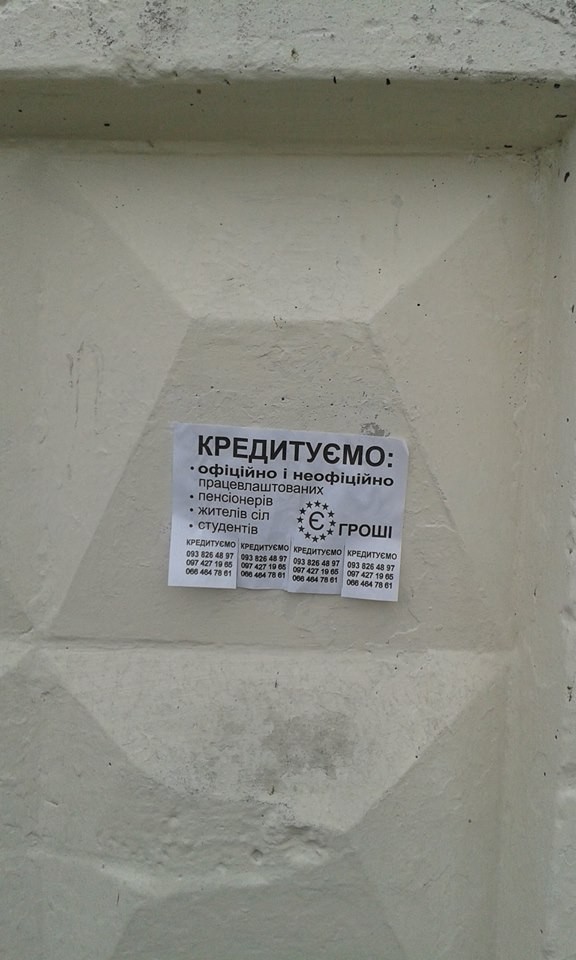 КРЕДИТУЄМО:
• офіційно і неофіційно
працевлаштованих
• пенсіонерів
• жителів сіл
• студентів
Є ГРОШІ
КРЕДИТУЄМО КРЕДИТУЄМО КРЕДИТУЄМО КРЕДИТУЄМО
093 826 48 97 093 826 48 97 093 826 48 97 093 826 48 97
097 427 19 65 097 427 19 65 097 427 19 65 097 427 19 65
066 464 78 61 066 464 78 61 066 464 78 61 066 464 78 61